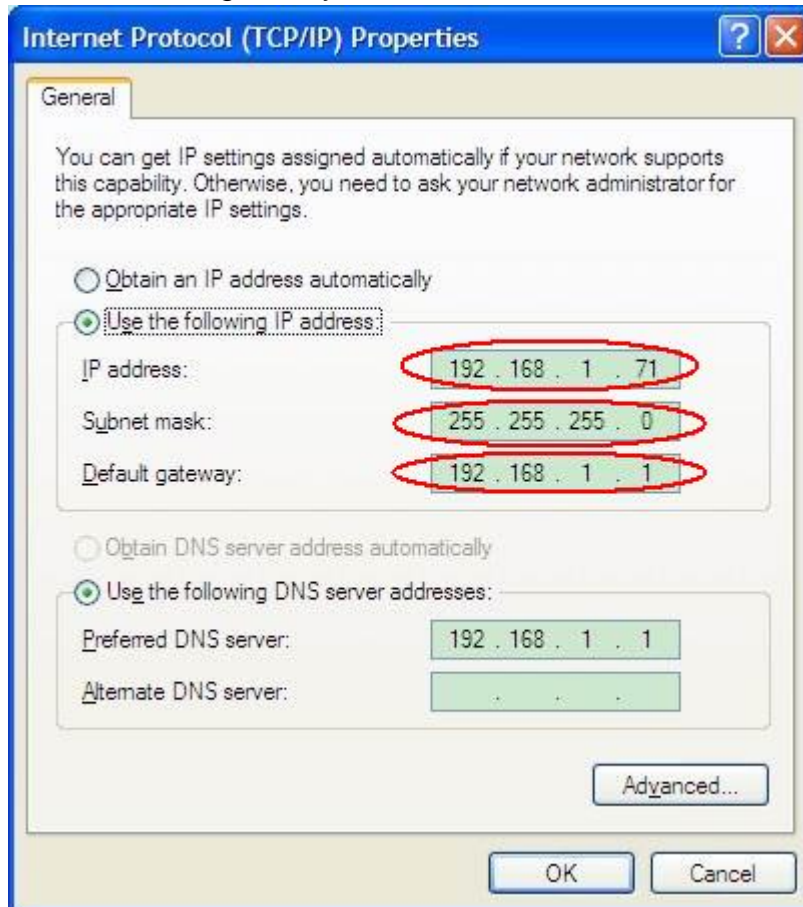 Internet Protocol (TCP/IP) Properties
General
You can get IP settings assigned automatically if your network supports
this capability. Otherwise, you need to ask your network administrator for
the appropriate IP settings.
Obtain an IP address automatically
Use the following IP address:
IP address: 192 . 168 . 1 . 71
Subnet mask: 255 . 255 . 255 . 0
Default gateway: 192 . 168 . 1 . 1
Obtain DNS server address automatically
Use the following DNS server addresses:
Preferred DNS server: 192 . 168 . 1 . 1
Alternate DNS server: . . .
Advanced...
OK Cancel